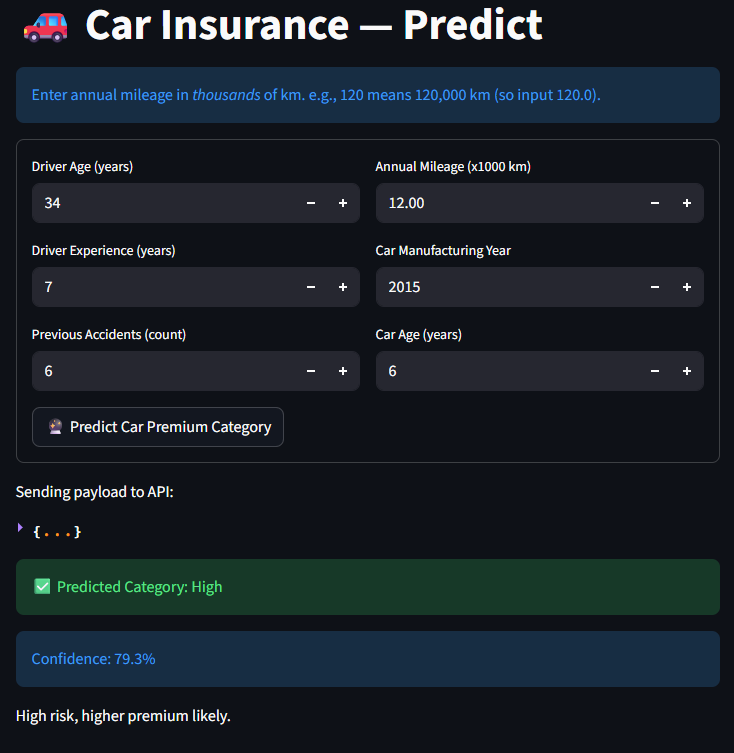 Car Insurance — Predict
Enter annual mileage in thousands of km. e.g., 120 means 120,000 km (so input 120.0).
Driver Age (years)
34
Annual Mileage (x1000 km)
12.00
Driver Experience (years)
7
Car Manufacturing Year
2015
Previous Accidents (count)
6
Car Age (years)
6
Predict Car Premium Category
Sending payload to API:
{...}
Predicted Category: High
Confidence: 79.3%
High risk, higher premium likely.